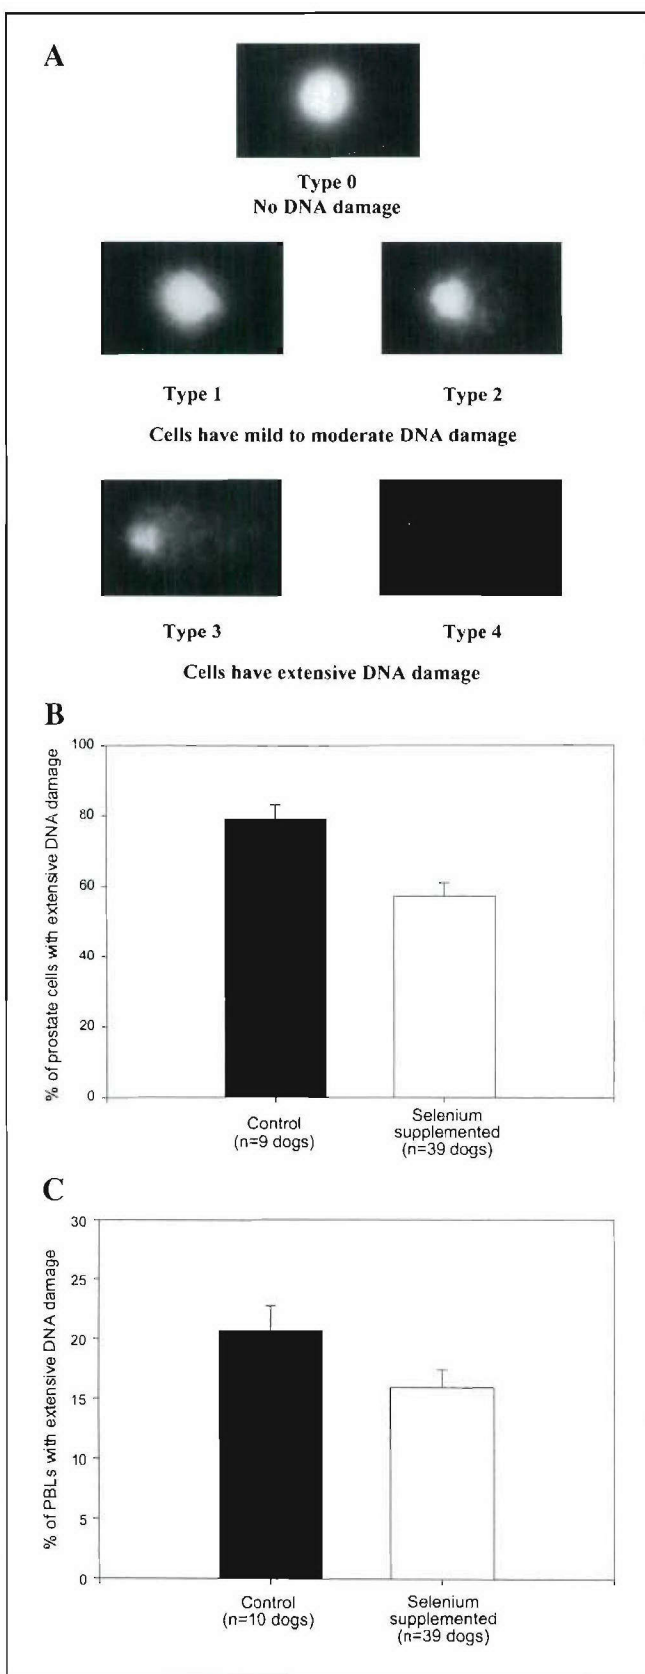 A
Type 0
No DNA damage
Type 1
Type 2
Cells have mild to moderate DNA damage
Type 3
Type 4
Cells have extensive DNA damage
B
% of prostate cells with extensive DNA damage
100
80
60
40
20
0
Control
(n=9 dogs)
Selenium
supplemented
(n=39 dogs)
C
% of PBLs with extensive DNA damage
30
25
20
15
10
5
0
Control
(n=10 dogs)
Selenium
supplemented
(n=39 dogs)